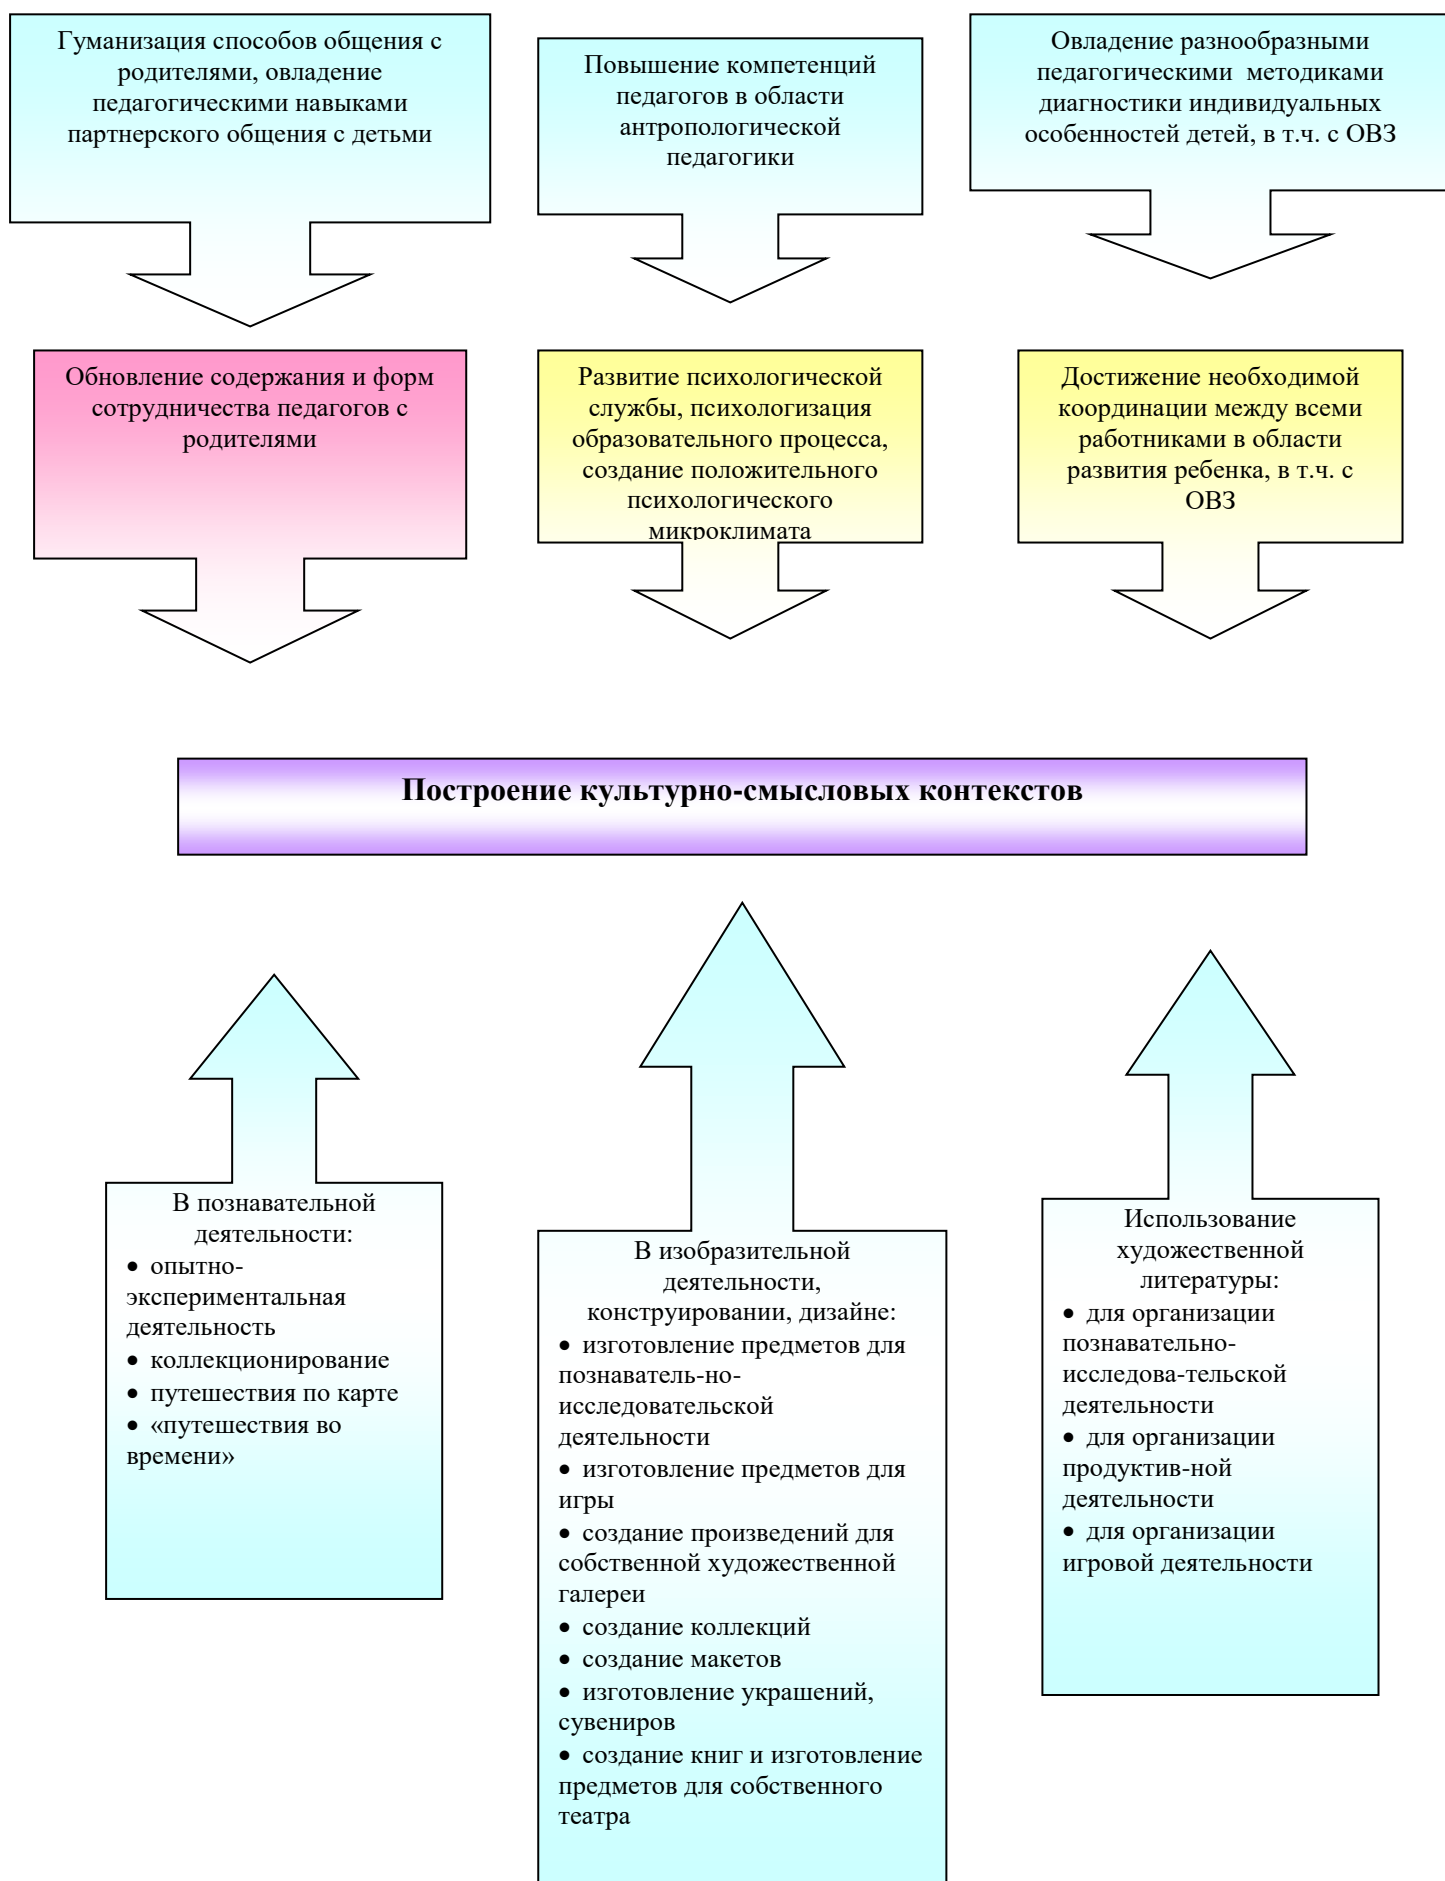 Гуманизация способов общения с
родителями, овладение
педагогическими навыками
партнерского общения с детьми
Повышение компетенций
педагогов в области
антропологической
педагогики
Овладение разнообразными
педагогическими методиками
диагностики индивидуальных
особенностей детей, в т.ч. с ОВЗ
Обновление содержания и форм
сотрудничества педагогов с
родителями
Развитие психологической
службы, психологизация
образовательного процесса,
создание положительного
психологического
микроклимата
Достижение необходимой
координации между всеми
работниками в области
развития ребенка, в т.ч. с
ОВЗ
Построение культурно-смысловых контекстов
В познавательной
деятельности:
• опытно-
экспериментальная
деятельность
• коллекционирование
• путешествия по карте
• «путешествия во
времени»
В изобразительной
деятельности,
конструировании, дизайне:
• изготовление предметов для
познаватель-но-
исследовательской
деятельности
• изготовление предметов для
игры
• создание произведений для
собственной художественной
галереи
• создание коллекций
• создание макетов
• изготовление украшений,
сувениров
• создание книг и изготовление
предметов для собственного
театра
Использование
художественной
литературы:
• для организации
познавательно-
исследова-тельской
деятельности
• для организации
продуктив-ной
деятельности
• для организации
игровой деятельности